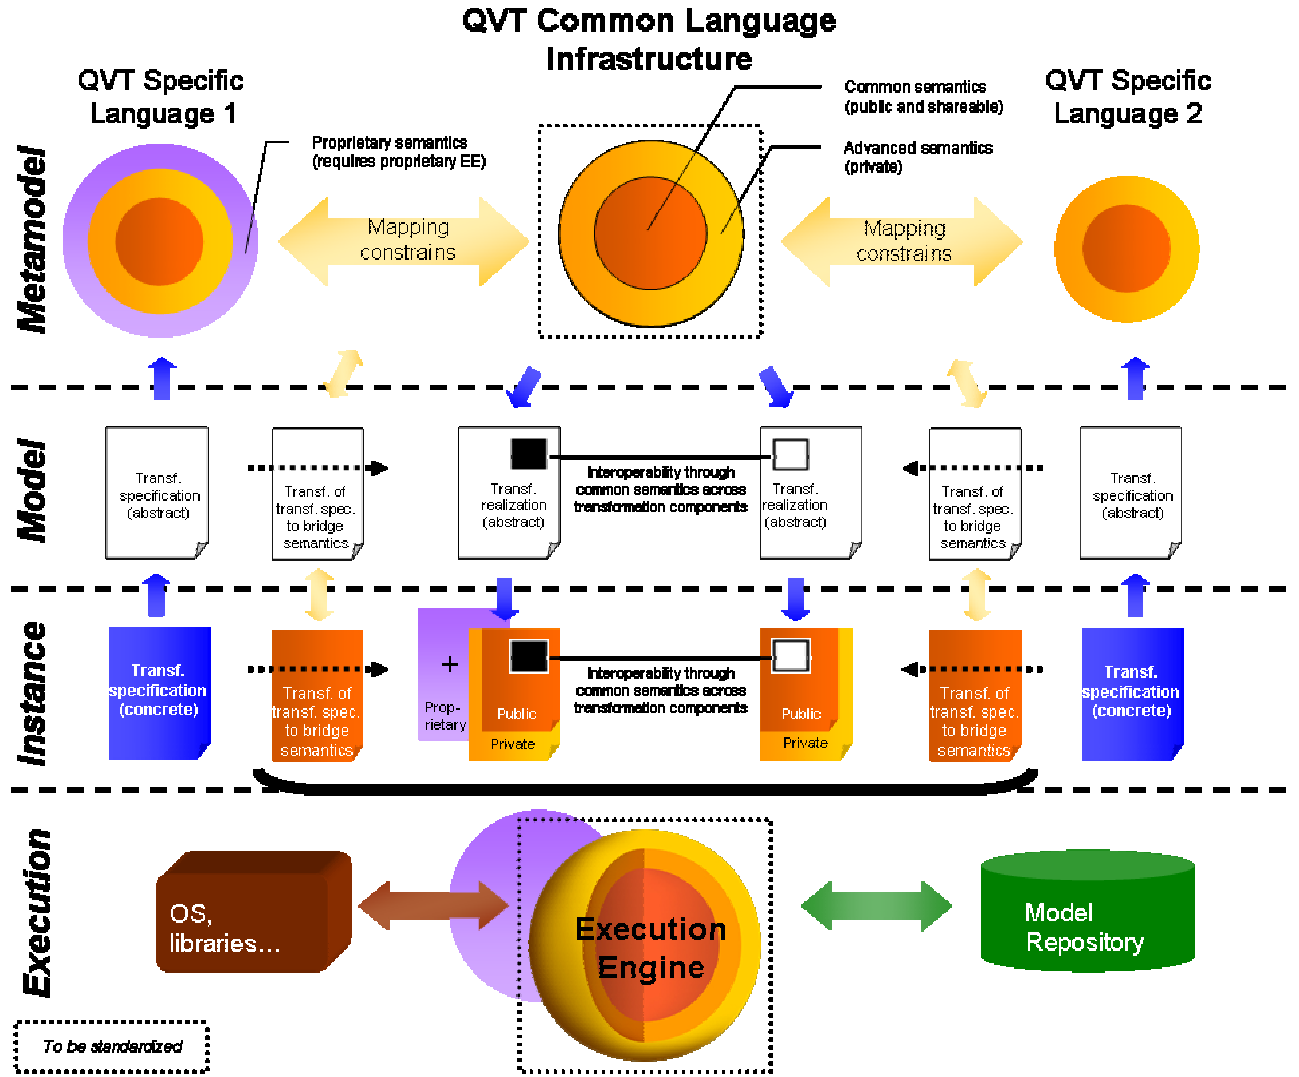 QVT Common Language
Infrastructure
QVT Specific
Language 1
QVT Specific
Language 2
Common semantics
(public and shareable)
Proprietary semantics
(requires proprietary EE)
Advanced semantics
(private)
Metamodel
Mapping
constrains
Mapping
constrains
Model
Transf.
specification
(abstract)
Transf. of
transf. spec.
to bridge
semantics
Transf.
realization
(abstract)
Interoperability through
common semantics across
transformation components
Transf.
realization
(abstract)
Transf. of
transf. spec.
to bridge
semantics
Transf.
specification
(abstract)
Instance
Transf.
specification
(concrete)
Transf. of
transf. spec.
to bridge
semantics
+
Prop-
rietary
Public
Private
Interoperability through
common semantics across
transformation components
Public
Private
Transf. of
transf. spec.
to bridge
semantics
Transf.
specification
(concrete)
Execution
OS,
libraries...
Execution
Engine
Model
Repository
To be standardized